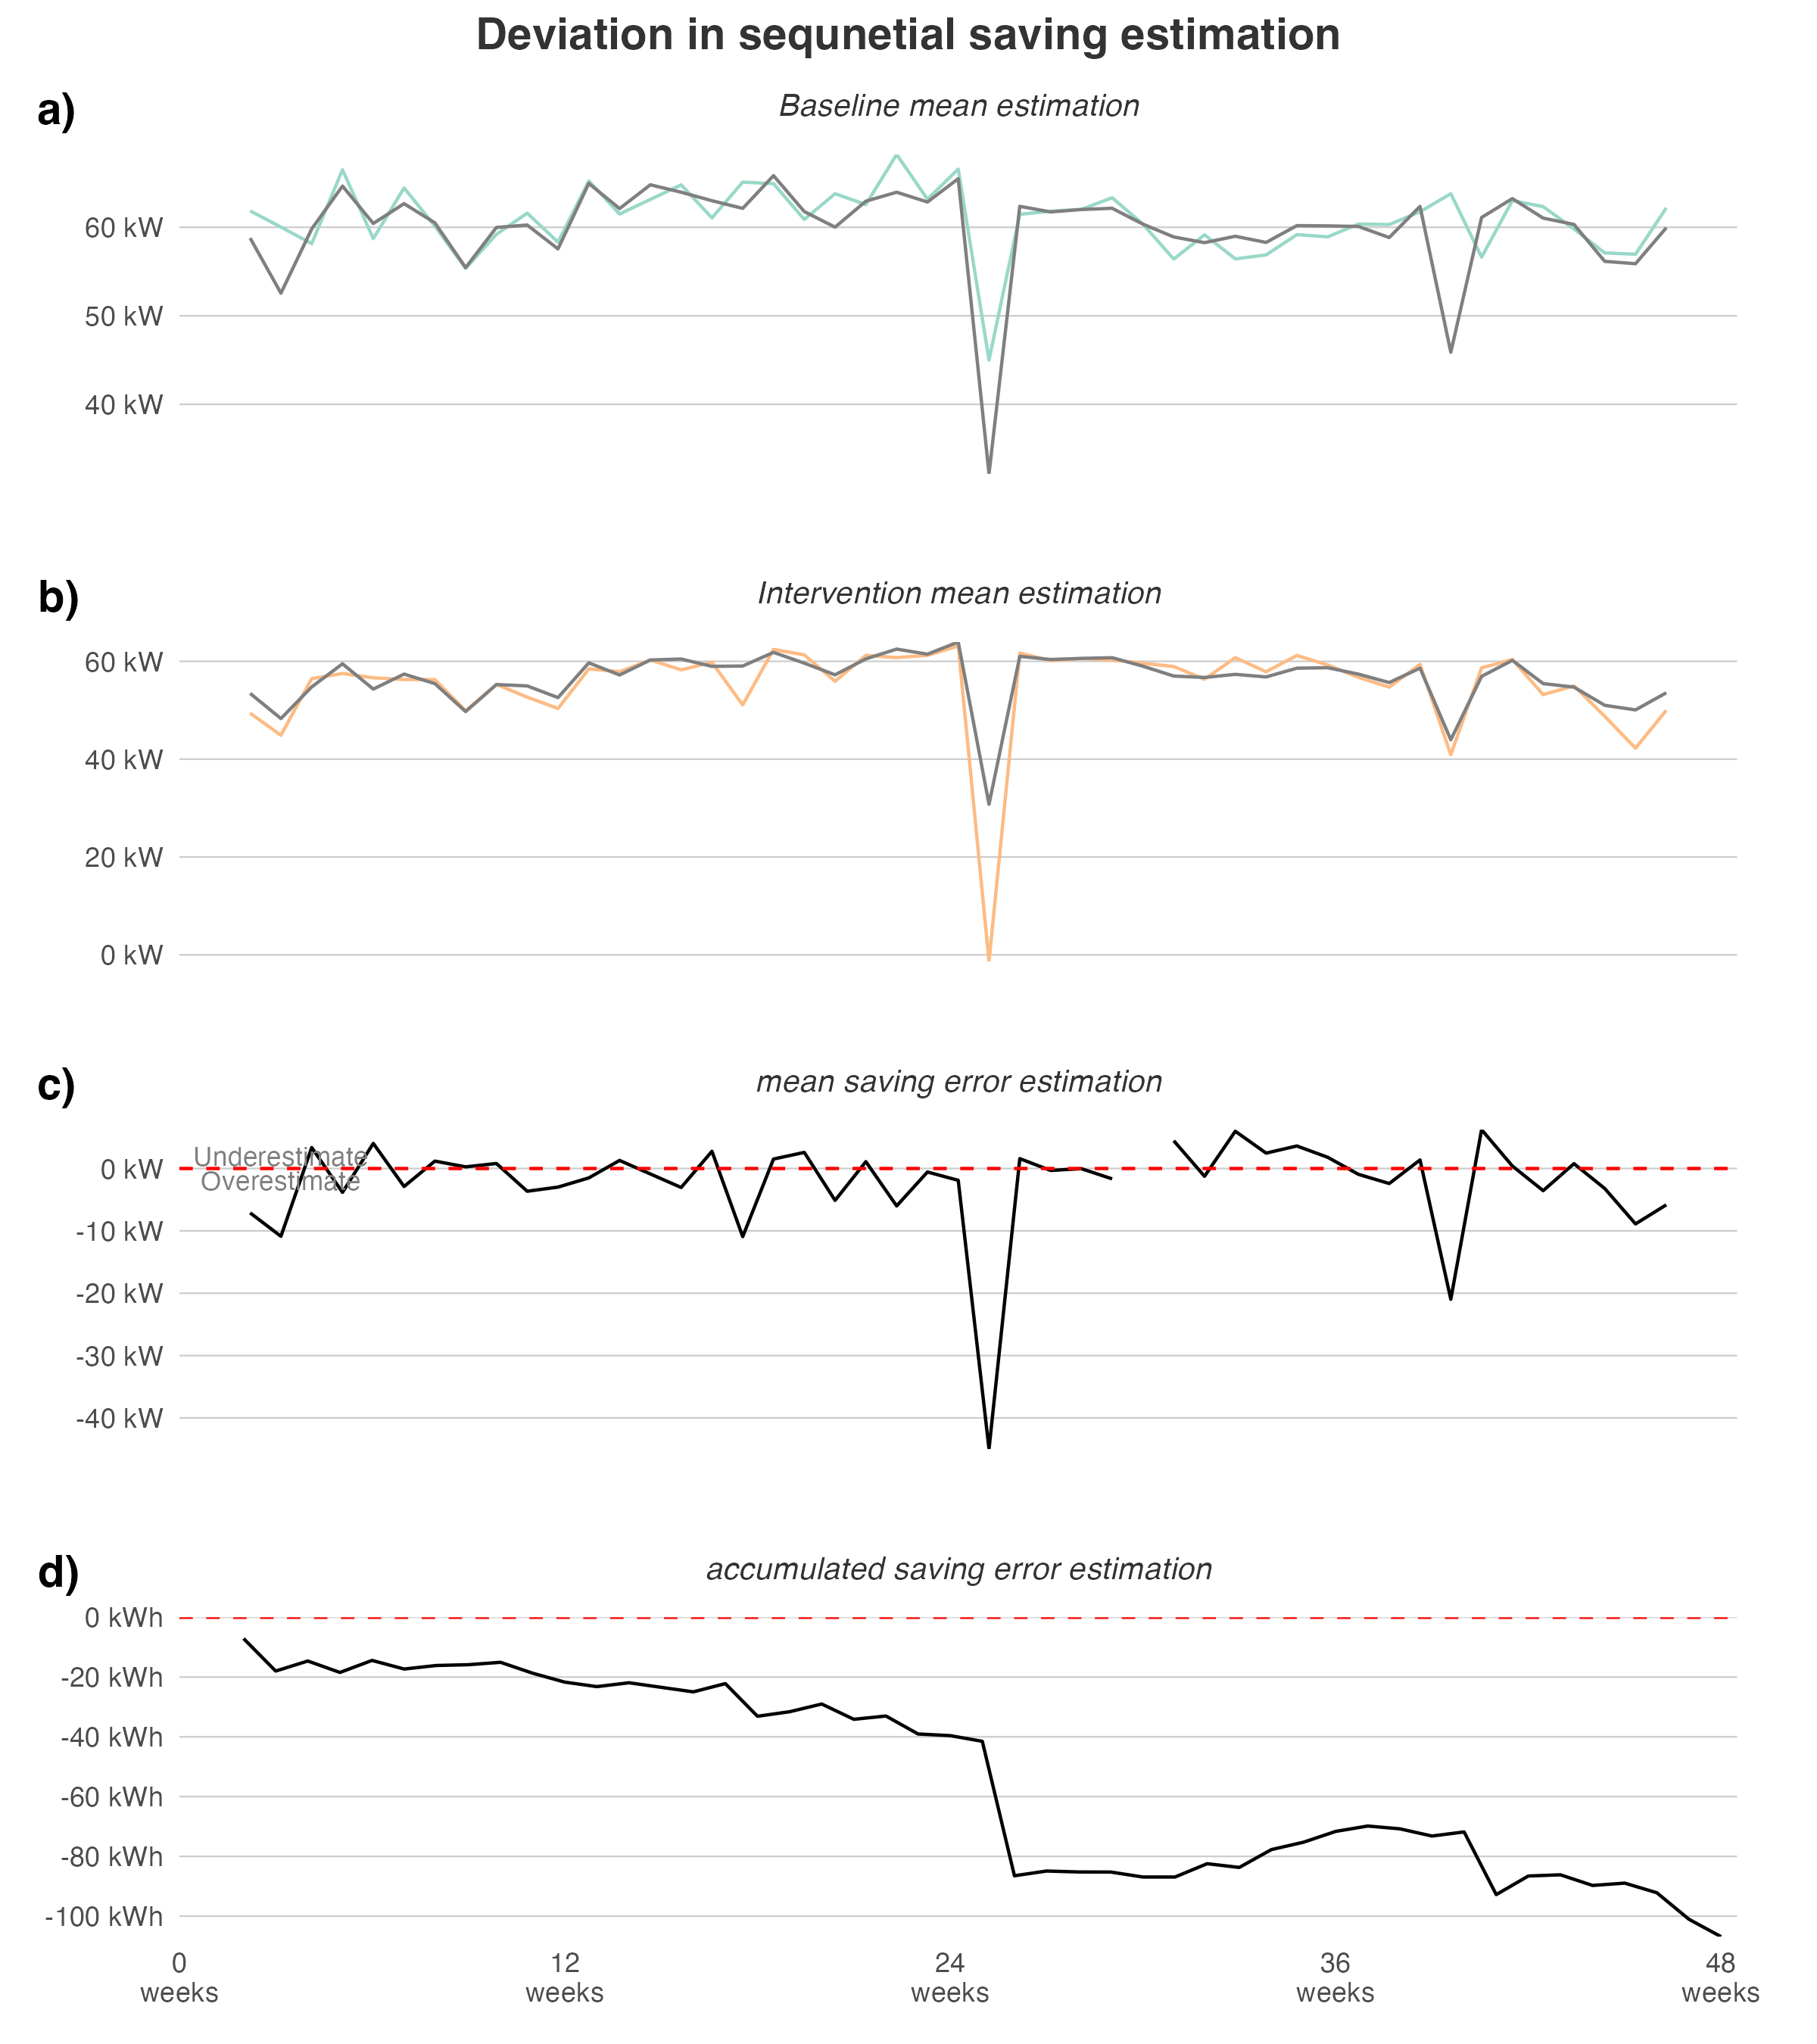 Deviation in sequnetial saving estimation
a)
Baseline mean estimation
60 kW
50 kW
40 kW
b)
Intervention mean estimation
60 kW
40 kW
20 kW
0 kW
c)
mean saving error estimation
Underestimate
0 kW
Overestimate
-10 kW
-20 kW
-30 kW
-40 kW
d)
accumulated saving error estimation
0 kWh
-20 kWh
-40 kWh
-60 kWh
-80 kWh
-100 kWh
0 12 24 36 48
weeks weeks weeks weeks weeks